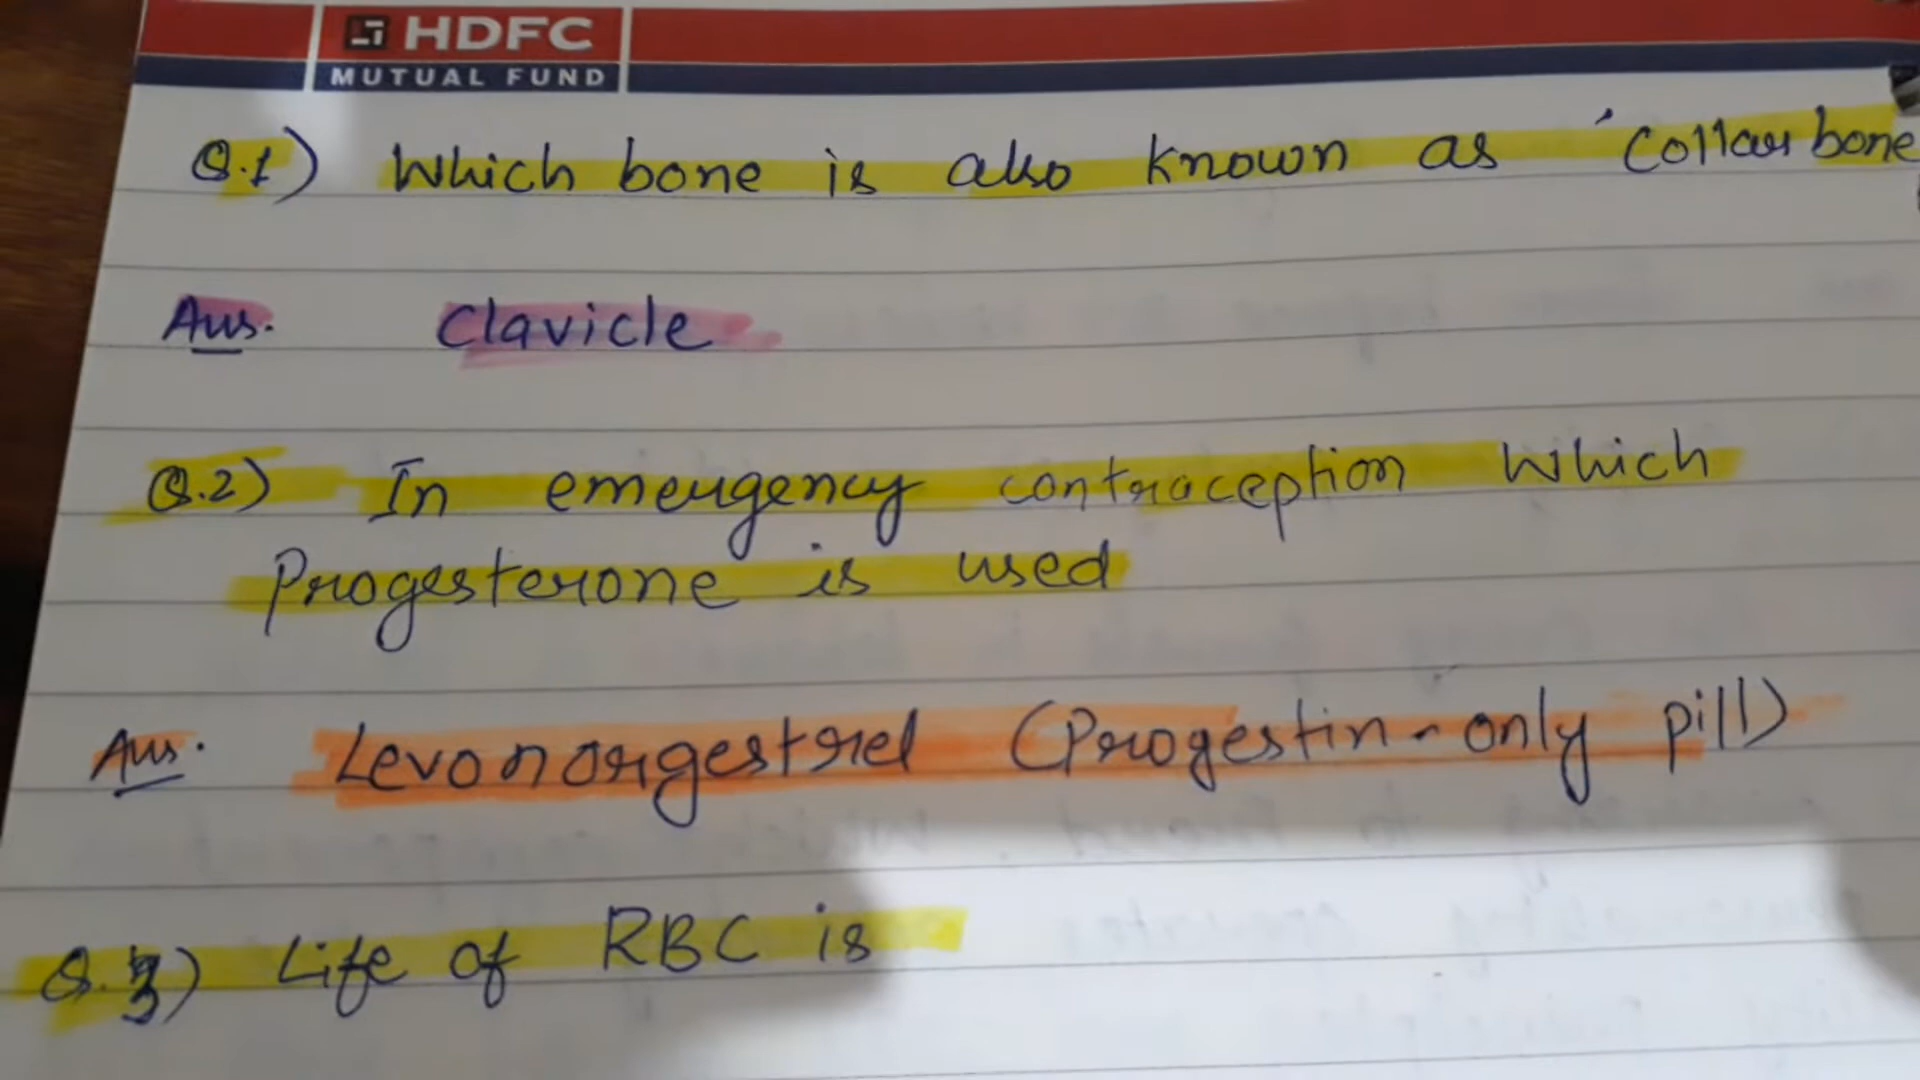 HDFC
MUTUAL FUND
Q.1) Which bone is also known as 'Collar bone
Ans. Clavicle
Q.2) In emergency contraception which
Progesterone is used
Ans. Levonorgestrel (Progestin-only pill)
Q.3) Life of RBC is